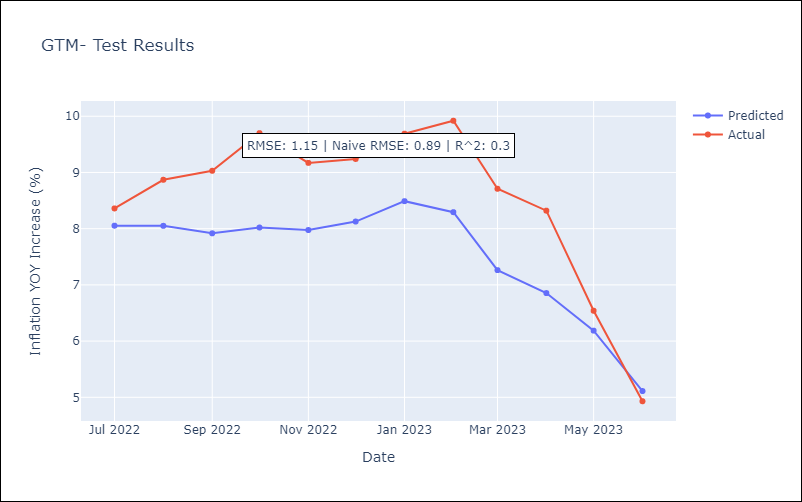 GTM- Test Results
Predicted
Actual
RMSE: 1.15 | Naive RMSE: 0.89 | R^2: 0.3
Inflation YOY Increase (%)
10
9
8
7
6
5
Jul 2022
Sep 2022
Nov 2022
Jan 2023
Mar 2023
May 2023
Date